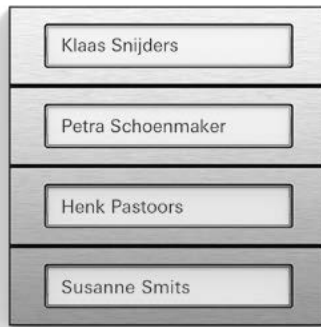 Klaas Snijders
Petra Schoenmaker
Henk Pastoors
Susanne Smits